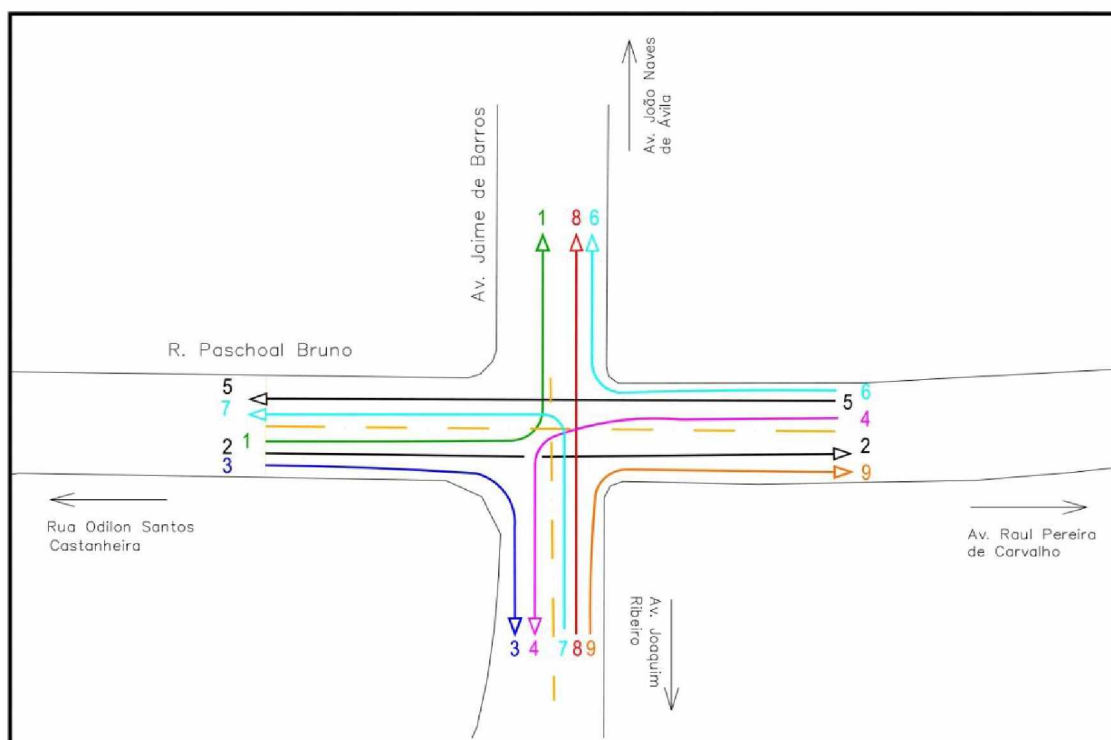 Av. João Naves
de Ávila
Av. Jaime de Barros
1 8 6
R. Paschoal Bruno
5
7
2 1
3
6
5
4
2
9
Rua Odilon Santos
Castanheira
Av. Raul Pereira
de Carvalho
Av. Joaquim
Ribeiro
3 4 7 8 9